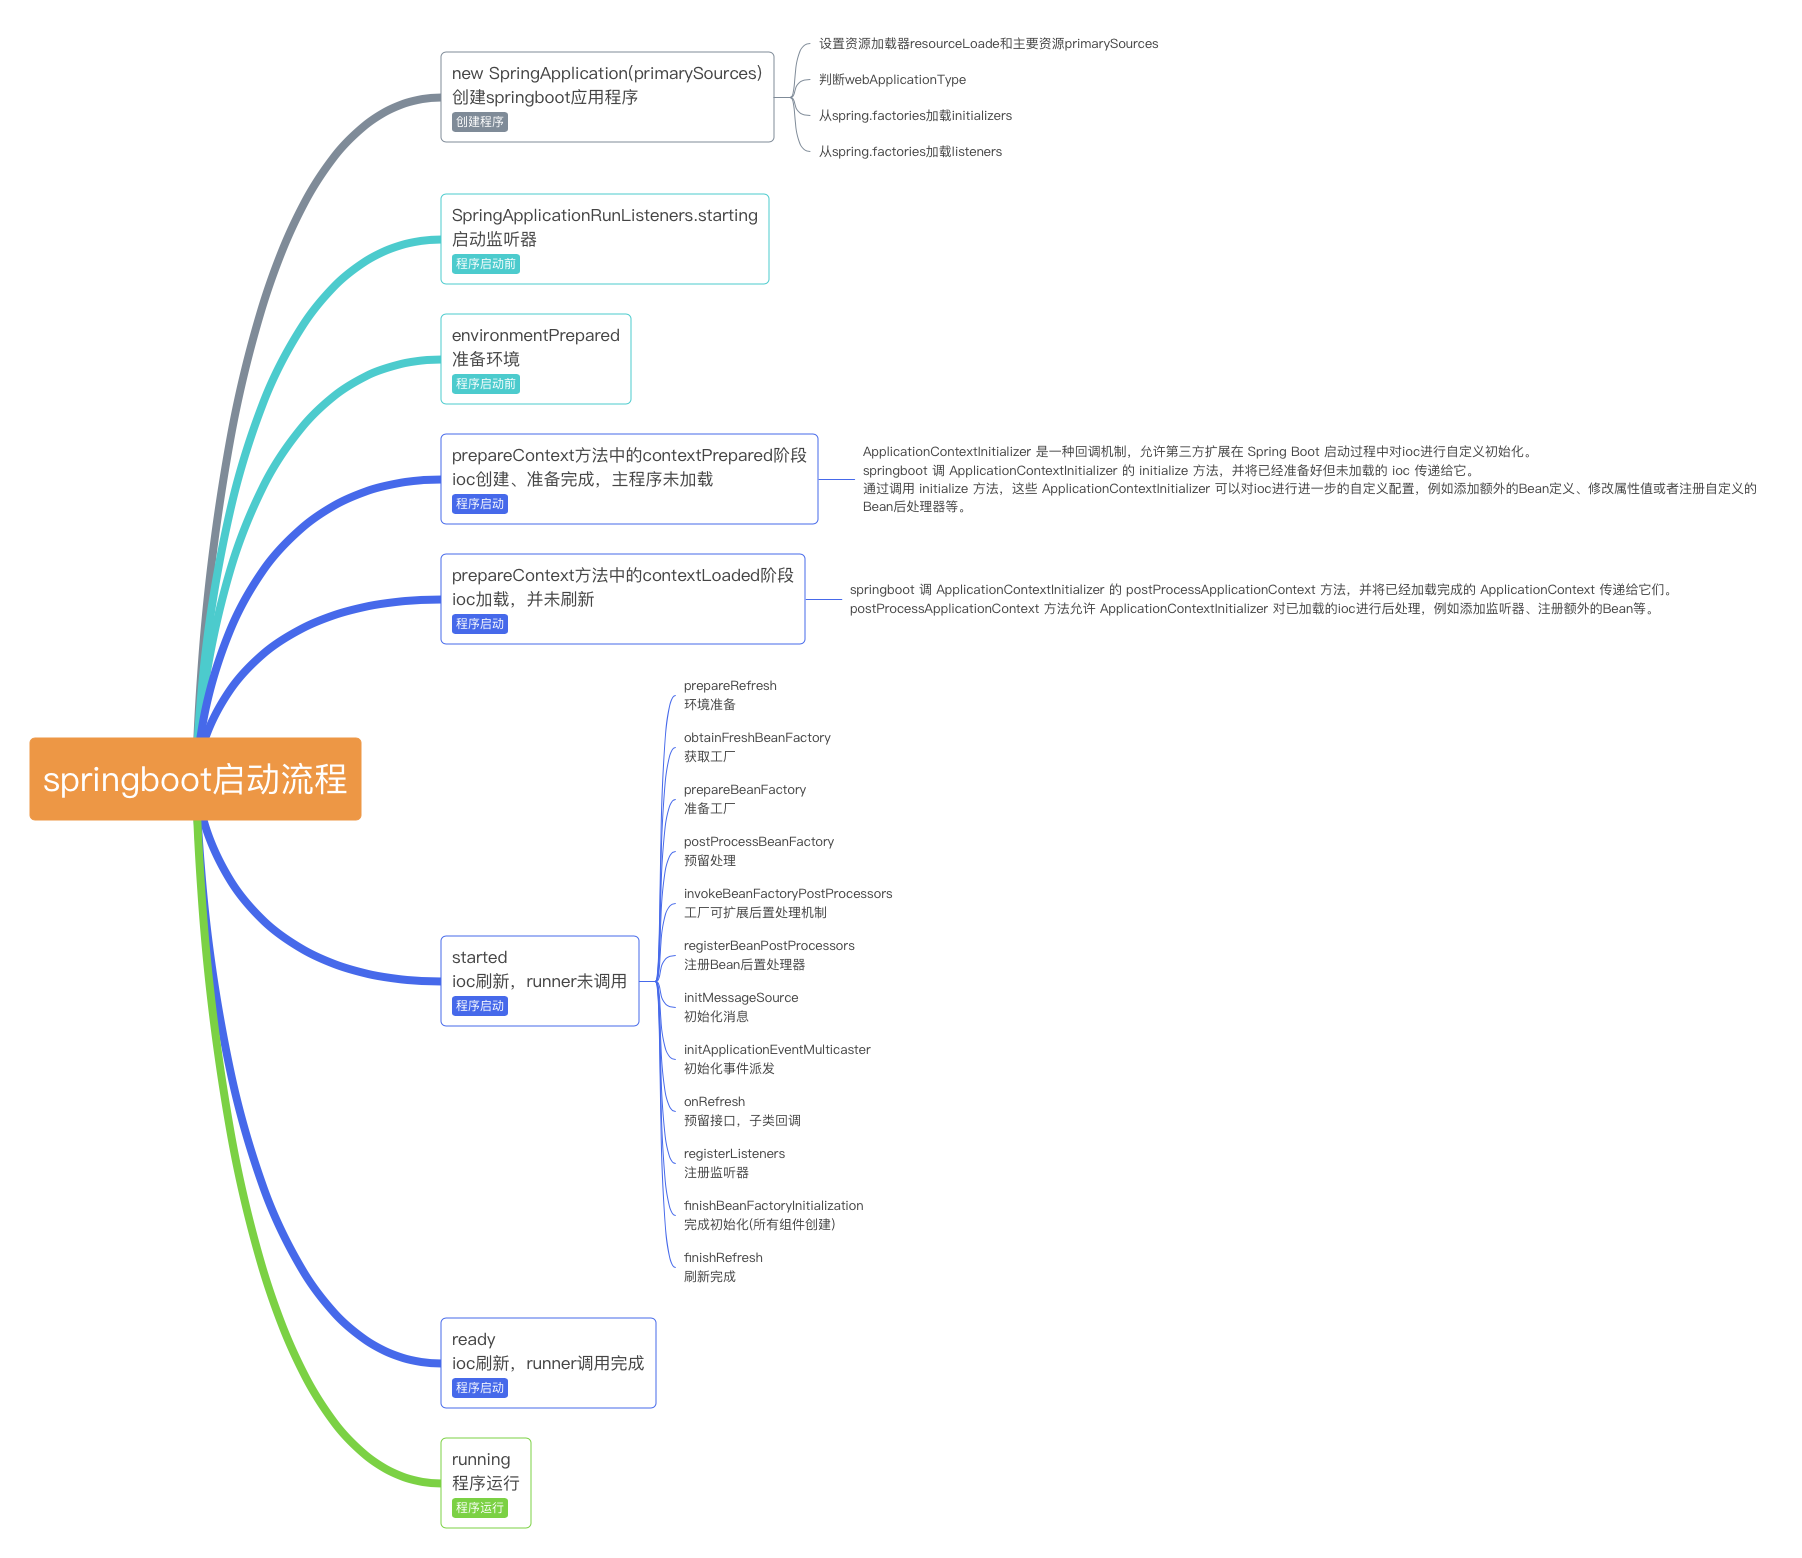 springboot启动流程
new SpringApplication(primarySources)
创建springboot应用程序
创建程序
设置资源加载器resourceLoade和主要资源primarySources
判断webApplicationType
从spring.factories加载initializers
从spring.factories加载listeners
SpringApplicationRunListeners.starting
启动监听器
程序启动前
environmentPrepared
准备环境
程序启动前
prepareContext方法中的contextPrepared阶段
ioc创建、准备完成，主程序未加载
程序启动
ApplicationContextInitializer 是一种回调机制，允许第三方扩展在 Spring Boot 启动过程中对ioc进行自定义初始化。
springboot 调 ApplicationContextInitializer 的 initialize 方法，并将已经准备好但未加载的 ioc 传递给它。
通过调用 initialize 方法，这些 ApplicationContextInitializer 可以对ioc进行进一步的自定义配置，例如添加额外的Bean定义、修改属性值或者注册自定义的
Bean后处理器等。
prepareContext方法中的contextLoaded阶段
ioc加载，并未刷新
程序启动
springboot 调 ApplicationContextInitializer 的 postProcessApplicationContext 方法，并将已经加载完成的 ApplicationContext 传递给它们。
postProcessApplicationContext 方法允许 ApplicationContextInitializer 对已加载的ioc进行后处理，例如添加监听器、注册额外的Bean等。
started
ioc刷新，runner未调用
程序启动
prepareRefresh
环境准备
obtainFreshBeanFactory
获取工厂
prepareBeanFactory
准备工厂
postProcessBeanFactory
预留处理
invokeBeanFactoryPostProcessors
工厂可扩展后置处理机制
registerBeanPostProcessors
注册Bean后置处理器
initMessageSource
初始化消息
initApplicationEventMulticaster
初始化事件派发
onRefresh
预留接口，子类回调
registerListeners
注册监听器
finishBeanFactoryInitialization
完成初始化(所有组件创建)
finishRefresh
刷新完成
ready
ioc刷新，runner调用完成
程序启动
running
程序运行
程序运行